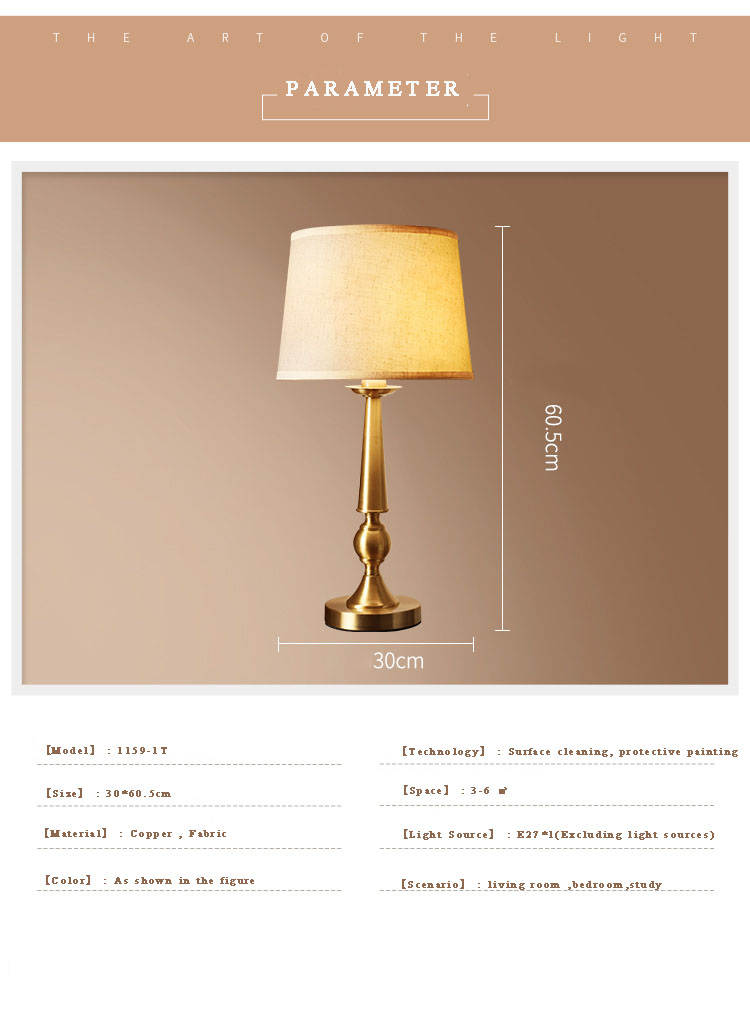 THE ART OF THE LIGHT
PARAMETER
60.5cm
30cm
[Model] : 1159-1T
[Technology] : Surface cleaning, protective painting
[Size] : 30*60.5cm
[Space] : 3-6 ㎡
[Material] : Copper , Fabric
[Light Source] : E27*1(Excluding light sources)
[Color] : As shown in the figure
[Scenario] : living room ,bedroom,study